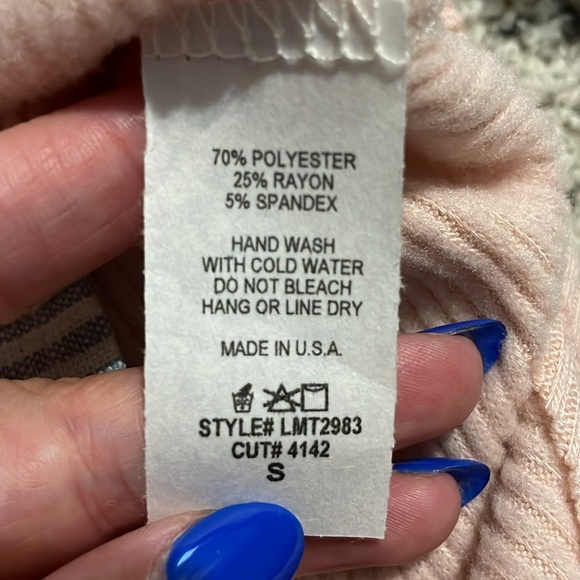 70% POLYESTER
25% RAYON
5% SPANDEX
HAND WASH
WITH COLD WATER
DO NOT BLEACH
HANG OR LINE DRY
MADE IN U.S.A.
STYLE# LMT2983
CUT# 4142
S